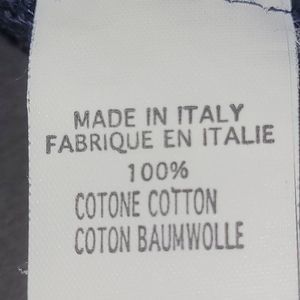 MADE IN ITALY
FABRIQUE EN ITALIE
100%
COTONE COTTON
COTON BAUMWOLLE